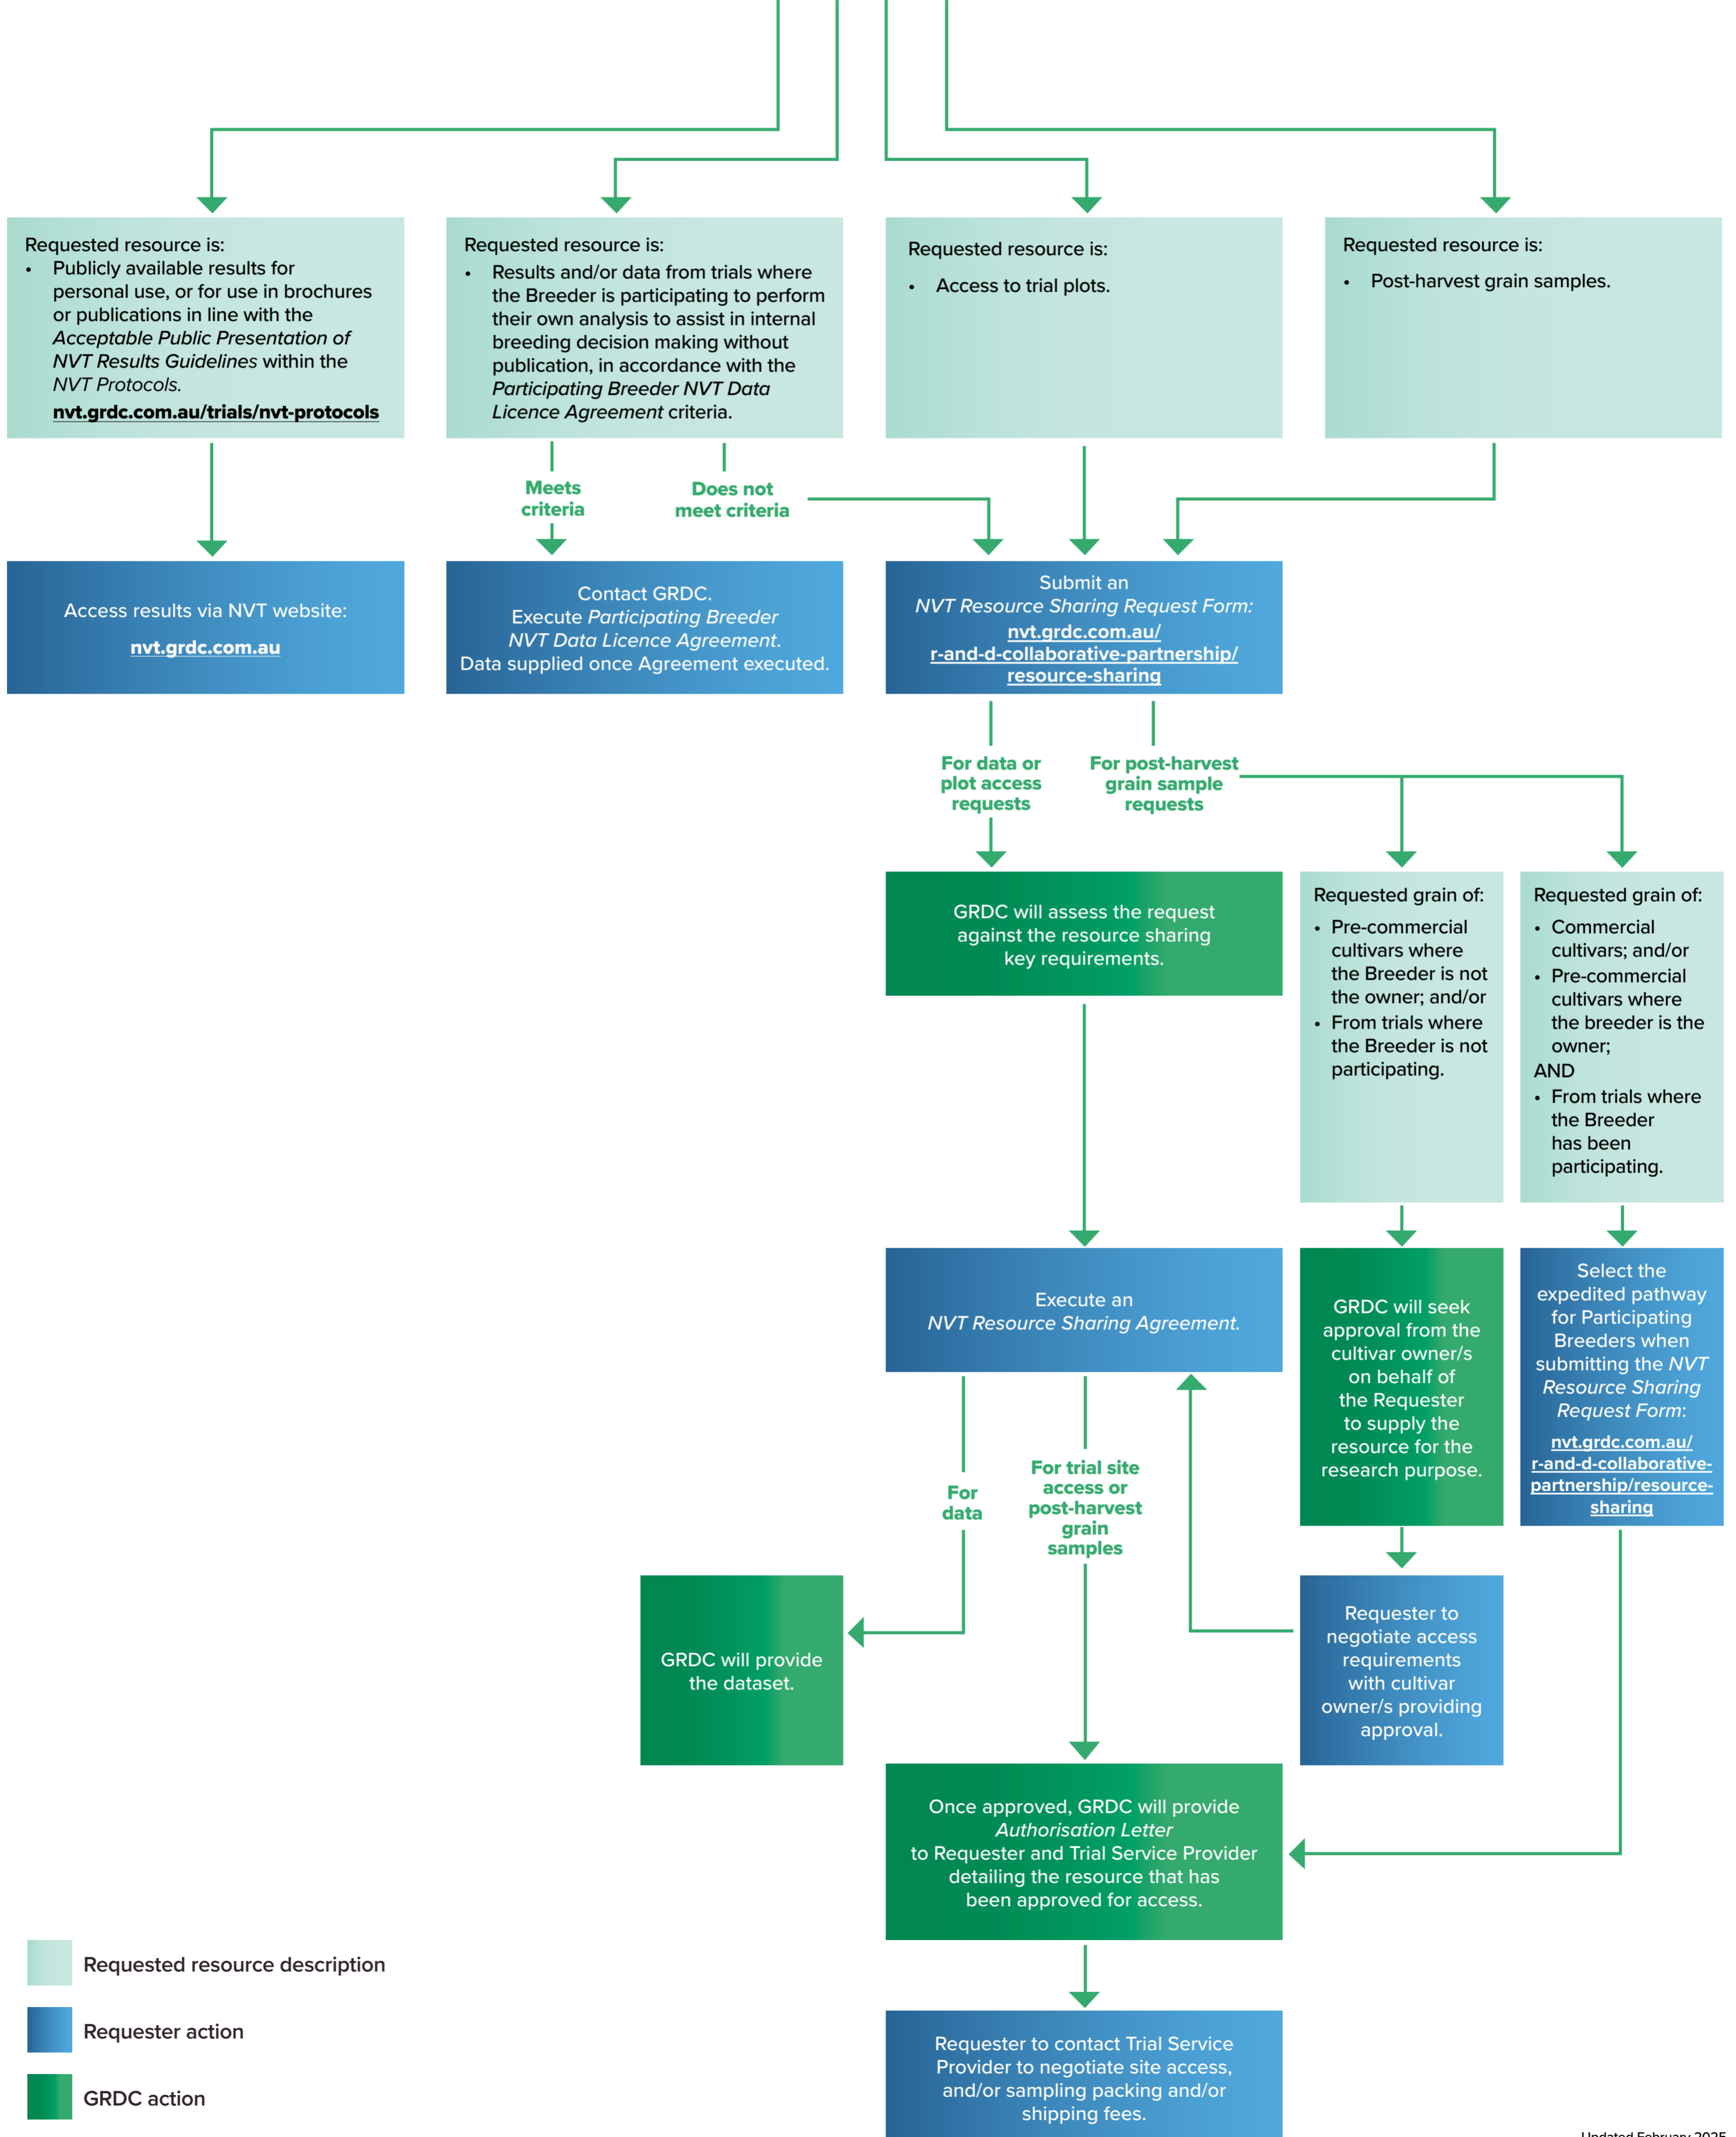 Requested resource is:
• Publicly available results for
personal use, or for use in brochures
or publications in line with the
Acceptable Public Presentation of
NVT Results Guidelines within the
NVT Protocols.
nvt.grdc.com.au/trials/nvt-protocols
Requested resource is:
• Results and/or data from trials where
the Breeder is participating to perform
their own analysis to assist in internal
breeding decision making without
publication, in accordance with the
Participating Breeder NVT Data
Licence Agreement criteria.
Requested resource is:
• Access to trial plots.
Requested resource is:
• Post-harvest grain samples.
Meets
criteria
Does not
meet criteria
Access results via NVT website:
nvt.grdc.com.au
Contact GRDC.
Execute Participating Breeder
NVT Data Licence Agreement.
Data supplied once Agreement executed.
Submit an
NVT Resource Sharing Request Form:
nvt.grdc.com.au/
r-and-d-collaborative-partnership/
resource-sharing
For data or
plot access
requests
For post-harvest
grain sample
requests
GRDC will assess the request
against the resource sharing
key requirements.
Requested grain of:
• Pre-commercial
cultivars where
the Breeder is not
the owner; and/or
• From trials where
the Breeder is not
participating.
Requested grain of:
• Commercial
cultivars; and/or
• Pre-commercial
cultivars where
the breeder is the
owner;
AND
• From trials where
the Breeder
has been
participating.
Execute an
NVT Resource Sharing Agreement.
GRDC will seek
approval from the
cultivar owner/s
on behalf of
the Requester
to supply the
resource for the
research purpose.
Select the
expedited pathway
for Participating
Breeders when
submitting the NVT
Resource Sharing
Request Form:
nvt.grdc.com.au/
r-and-d-collaborative-
partnership/resource-
sharing
For
data
For trial site
access or
post-harvest
grain
samples
GRDC will provide
the dataset.
Requester to
negotiate access
requirements
with cultivar
owner/s providing
approval.
Once approved, GRDC will provide
Authorisation Letter
to Requester and Trial Service Provider
detailing the resource that has
been approved for access.
Requester to contact Trial Service
Provider to negotiate site access,
and/or sampling packing and/or
shipping fees.
Requested resource description
Requester action
GRDC action
Updated February 2025